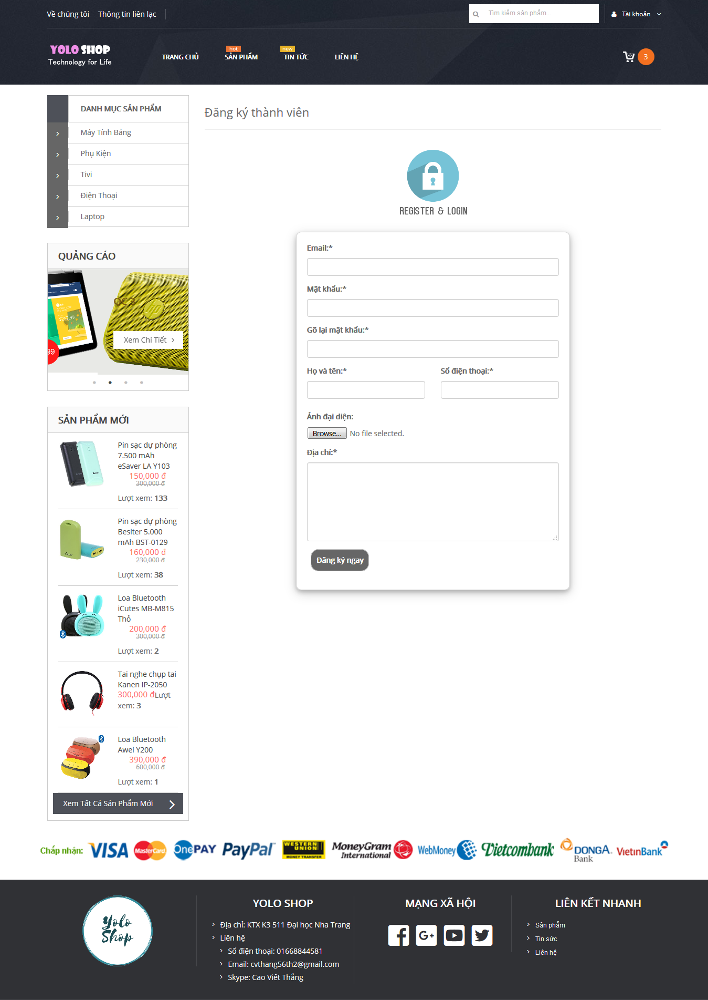 Về chúng tôi
Thông tin liên lạc
Tìm kiếm sản phẩm...
Tài khoản
YOLO SHOP
Technology for Life
TRANG CHỦ
hot
SẢN PHẨM
new
TIN TỨC
LIÊN HỆ
3
DANH MỤC SẢN PHẨM
Máy Tính Bảng
Phụ Kiện
Tivi
Điện Thoại
Laptop
QUẢNG CÁO
QC 3
$257.99
99
hp
Xem Chi Tiết
SẢN PHẨM MỚI
Pin sạc dự phòng
7.500 mAh
eSaver LA Y103
150,000 đ
300,000 đ
Lượt xem: 133
Pin sạc dự phòng
Besiter 5.000
mAh BST-0129
160,000 đ
230,000 đ
Lượt xem: 38
Loa Bluetooth
iCutes MB-M815
Thỏ
200,000 đ
300,000 đ
Lượt xem: 2
Tai nghe chụp tai
Kanen IP-2050
300,000 đLượt
xem: 3
Loa Bluetooth
Awei Y200
390,000 đ
600,000 đ
Lượt xem: 1
Xem Tất Cả Sản Phẩm Mới
Đăng ký thành viên
REGISTER & LOGIN
Email:*
Mật khẩu:*
Gõ lại mật khẩu:*
Họ và tên:*
Số điện thoại:*
Ảnh đại diện:
Browse... No file selected.
Địa chỉ:*
Đăng ký ngay
Chấp nhận:
VISA
MasterCard
OnePAY
PayPal
WESTERN UNION
MONEY TRANSFER
MoneyGram
International
WebMoney
Vietcombank
DONGA
Bank
VietinBank
Yolo
Shop
YOLO SHOP
Địa chỉ: KTX K3 511 Đại học Nha Trang
Liên hệ
Số điện thoại: 01668844581
Email: cvthang56th2@gmail.com
Skype: Cao Viết Thắng
MẠNG XÃ HỘI
G+
LIÊN KẾT NHANH
Sản phẩm
Tin sức
Liên hệ